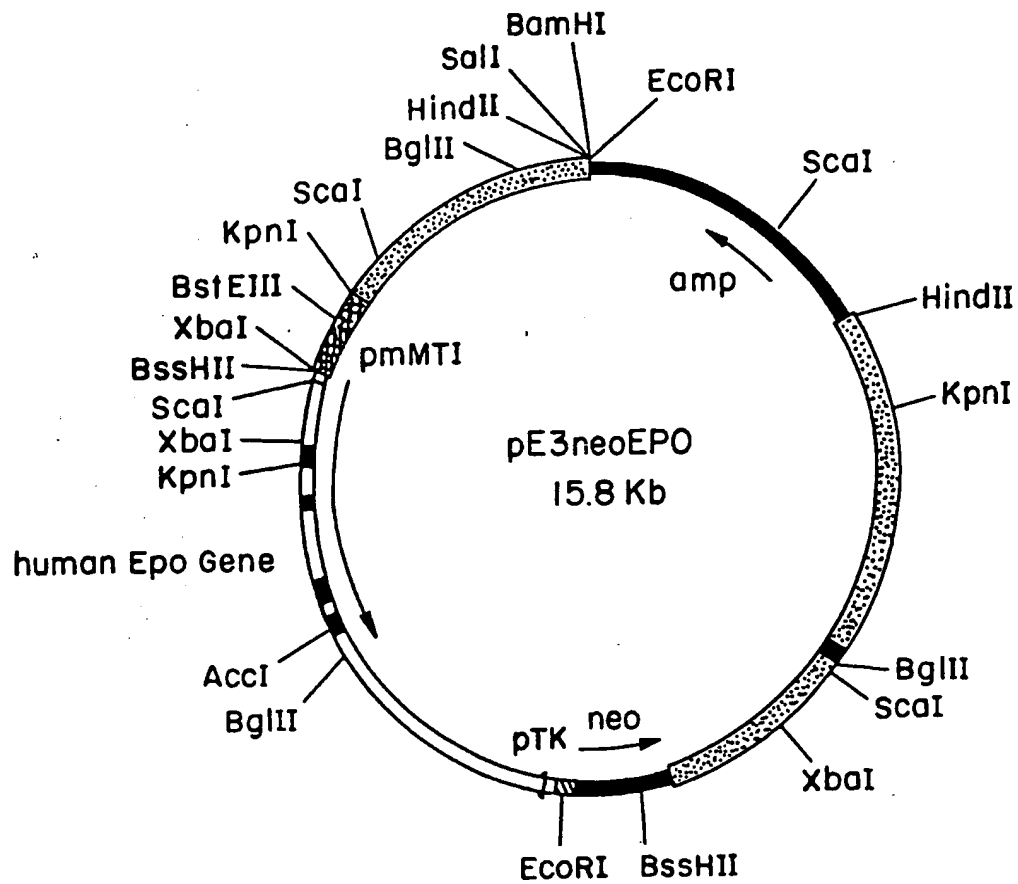 BamHI
SalI
EcoRI
HindII
BglII
ScaI
ScaI
KpnI
BstEIII
XbaI
BssHII
ScaI
XbaI
KpnI
amp
HindII
KpnI
pmMTI
pE3neoEPO
15.8 Kb
human Epo Gene
AccI
BglII
BglII
ScaI
XbaI
pTK
neo
EcoRI
BssHII